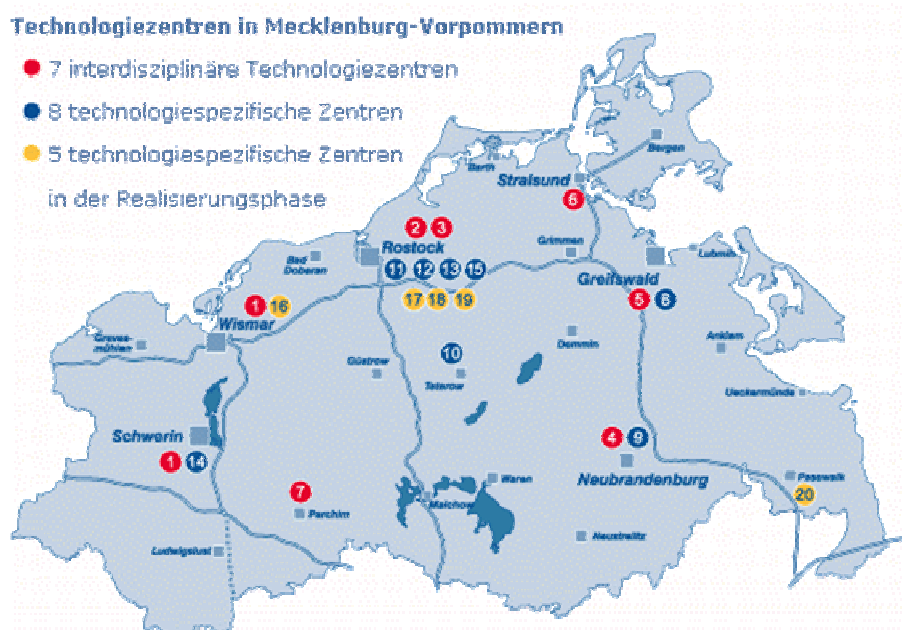 Technologiezentren in Mecklenburg-Vorpommern
7 interdisziplinäre Technologiezentren
8 technologiespezifische Zentren
5 technologiespezifische Zentren
in der Realisierungsphase
Bergen
Barth
Stralsund
6
2 3
Rostock
Grimmen
Bad
Doberan
11 12 13 15
Lubmin
Greifswald
1 16
17 18 19
5 8
Wismar
Greves-
mühlen
Demmin
Anklam
10
Güstrow
Teterow
Ueckermünde
Schwerin
4 9
1 14
Neubrandenburg
Waren
Pasewalk
7
20
Malchow
Parchim
Neustrelitz
Ludwigslust